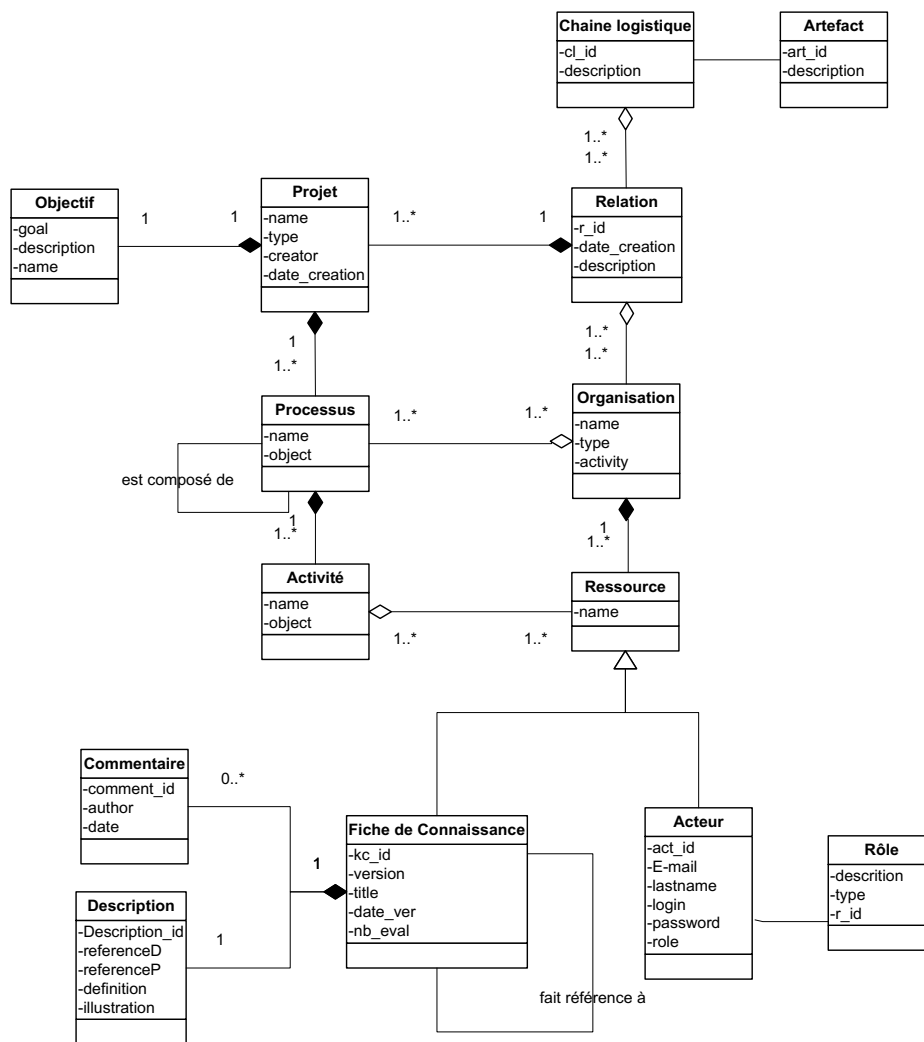 Chaine logistique
-cl_id
-description
Artefact
-art_id
-description
1..*
1..*
Objectif
-goal
-description
-name
1
1
Projet
-name
-type
-creator
-date_creation
1..*
1
Relation
-r_id
-date_creation
-description
1
1..*
1..*
1..*
Processus
-name
-object
1..*
1..*
Organisation
-name
-type
-activity
est composé de
1
1..*
1
1..*
Activité
-name
-object
1..*
1..*
Ressource
-name
Commentaire
-comment_id
-author
-date
0..*
1
Fiche de Connaissance
-kc_id
-version
-title
-date_ver
-nb_eval
Acteur
-act_id
-E-mail
-lastname
-login
-password
-role
Rôle
-descrition
-type
-r_id
Description
-Description_id
-referenceD
-referenceP
-definition
-illustration
1
fait référence à